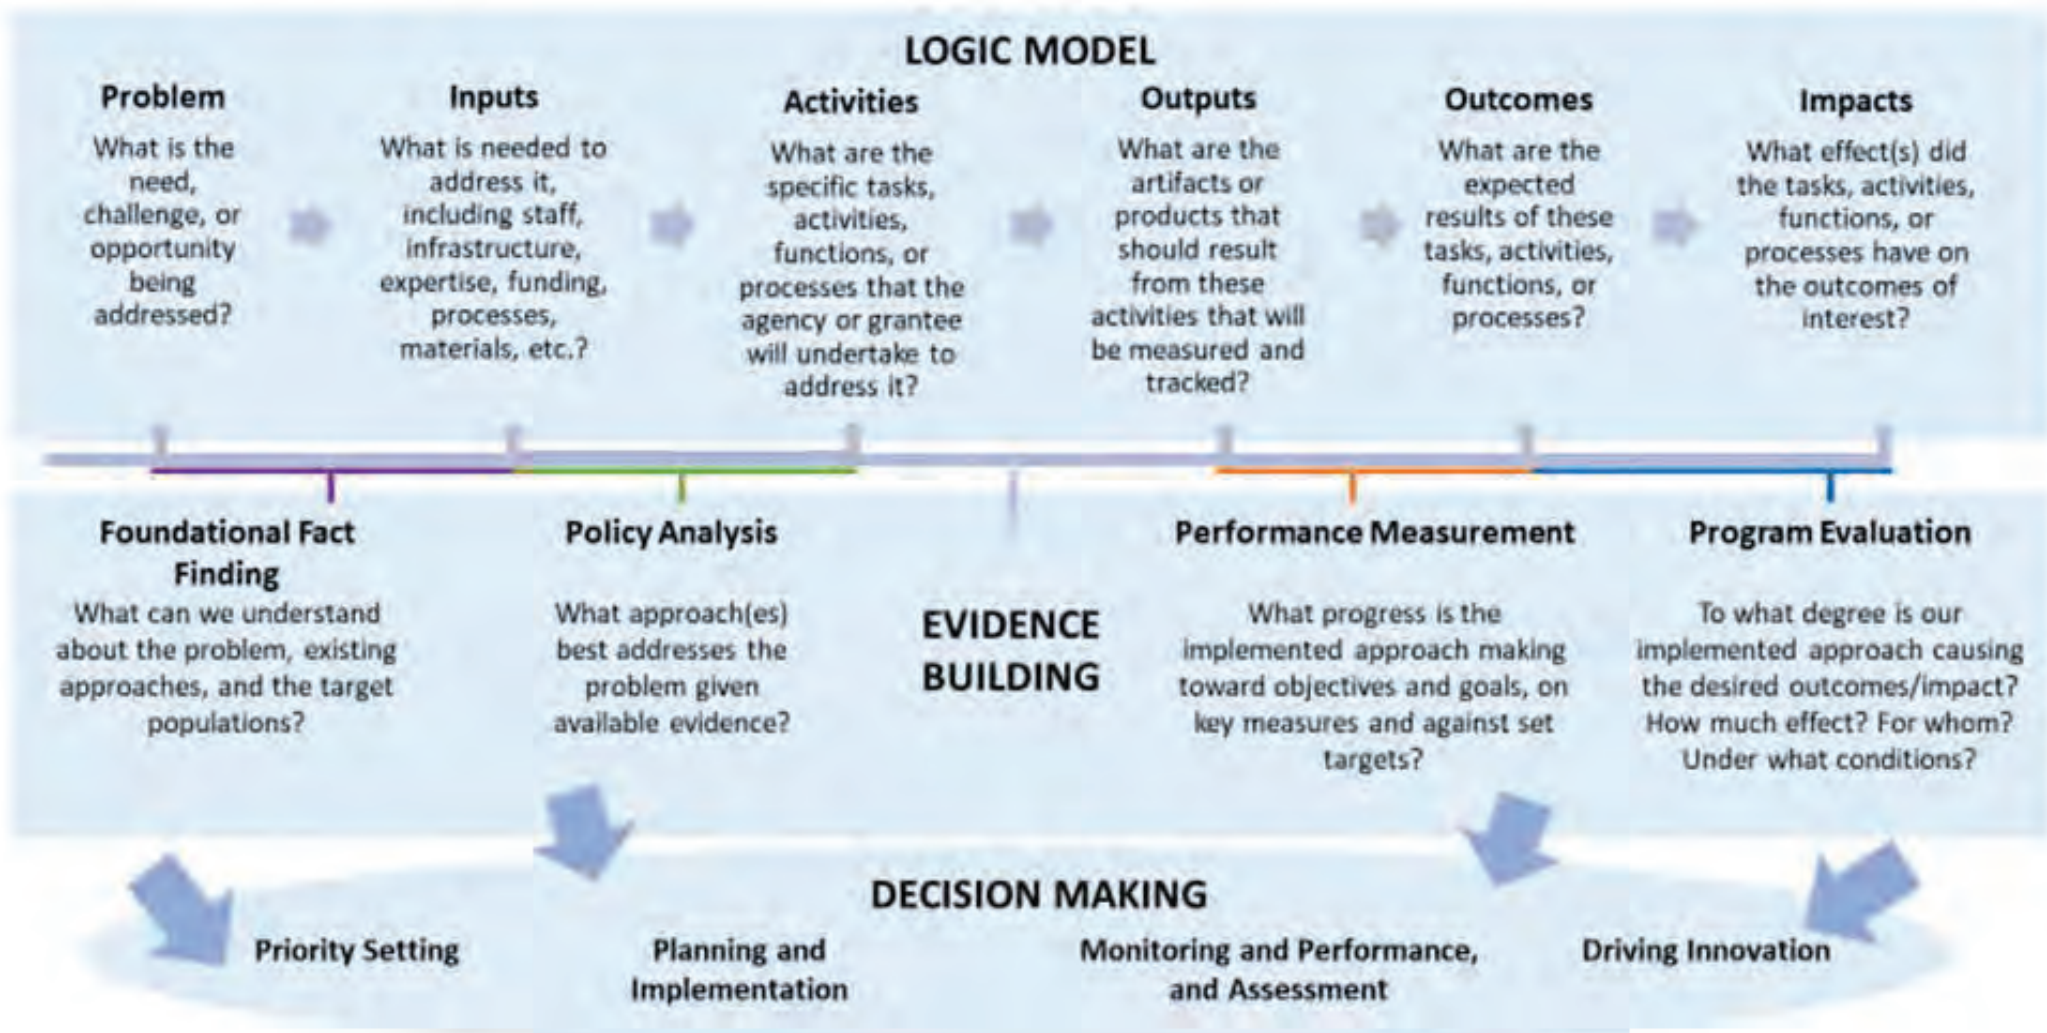 LOGIC MODEL
Problem
What is the
need,
challenge, or
opportunity
being
addressed?
Inputs
What is needed to
address it,
including staff,
infrastructure,
expertise, funding,
processes,
materials, etc.?
Activities
What are the
specific tasks,
activities,
functions, or
processes that the
agency or grantee
will undertake to
address it?
Outputs
What are the
artifacts or
products that
should result
from these
activities that will
be measured and
tracked?
Outcomes
What are the
expected
results of these
tasks, activities,
functions, or
processes?
Impacts
What effect(s) did
the tasks, activities,
functions, or
processes have on
the outcomes of
interest?
Foundational Fact
Finding
What can we understand
about the problem, existing
approaches, and the target
populations?
Policy Analysis
What approach(es)
best addresses the
problem given
available evidence?
EVIDENCE
BUILDING
Performance Measurement
What progress is the
implemented approach making
toward objectives and goals, on
key measures and against set
targets?
Program Evaluation
To what degree is our
implemented approach causing
the desired outcomes/impact?
How much effect? For whom?
Under what conditions?
DECISION MAKING
Priority Setting
Planning and
Implementation
Monitoring and Performance,
and Assessment
Driving Innovation